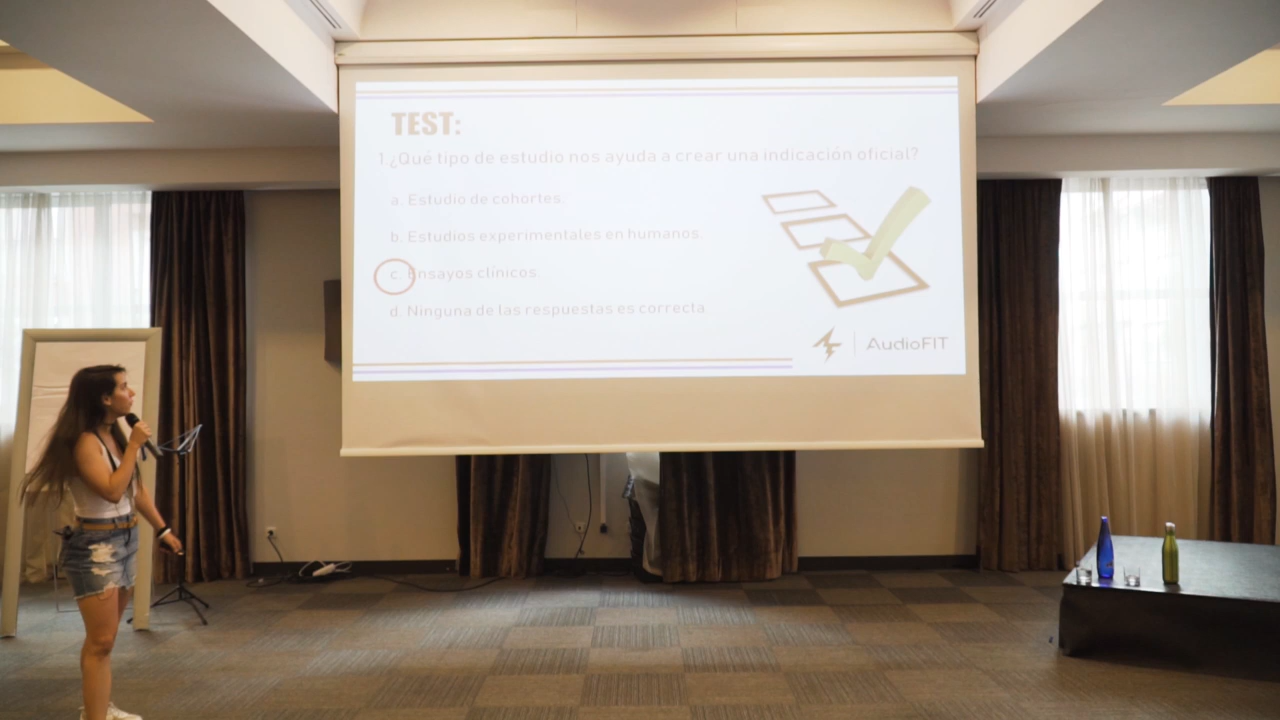 TEST:
1.¿Qué tipo de estudio nos ayuda a crear una indicación oficial?
a. Estudio de cohortes.
b. Estudios experimentales en humanos.
c. Ensayos clínicos.
d. Ninguna de las respuestas es correcta.
AudioFIT